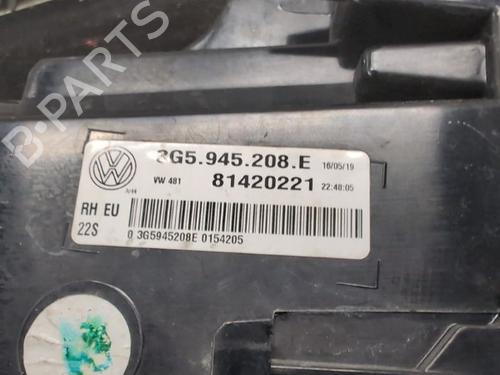 B-PARTS
3G5.945.208.E 16/05/19
VW 481 81420221 22:48:05
RH EU
22S 0 3G5945208E 0154205